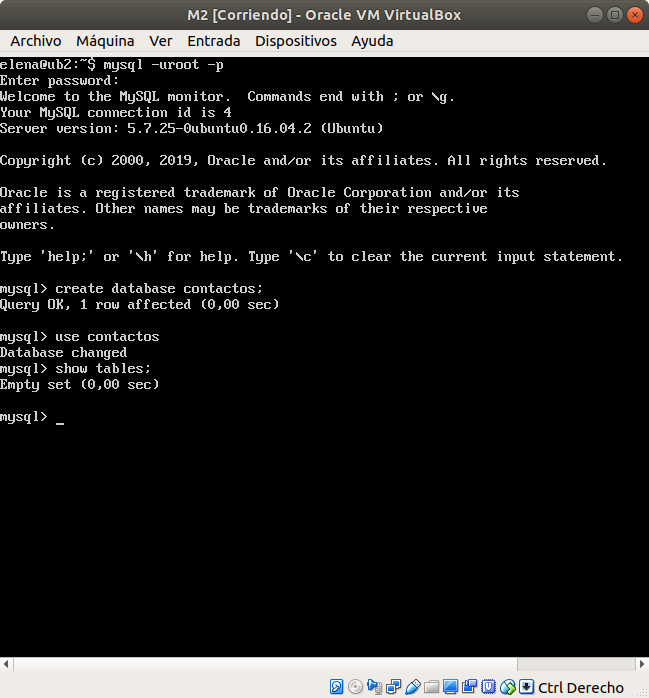 M2 [Corriendo] - Oracle VM VirtualBox
Archivo Máquina Ver Entrada Dispositivos Ayuda
elena@ub2:~$ mysql -uroot -p
Enter password:
Welcome to the MySQL monitor.  Commands end with ; or \g.
Your MySQL connection id is 4
Server version: 5.7.25-0ubuntu0.16.04.2 (Ubuntu)
Copyright (c) 2000, 2019, Oracle and/or its affiliates. All rights reserved.
Oracle is a registered trademark of Oracle Corporation and/or its
affiliates. Other names may be trademarks of their respective
owners.
Type 'help;' or '\h' for help. Type '\c' to clear the current input statement.
mysql> create database contactos;
Query OK, 1 row affected (0,00 sec)
mysql> use contactos
Database changed
mysql> show tables;
Empty set (0,00 sec)
mysql> _
Ctrl Derecho